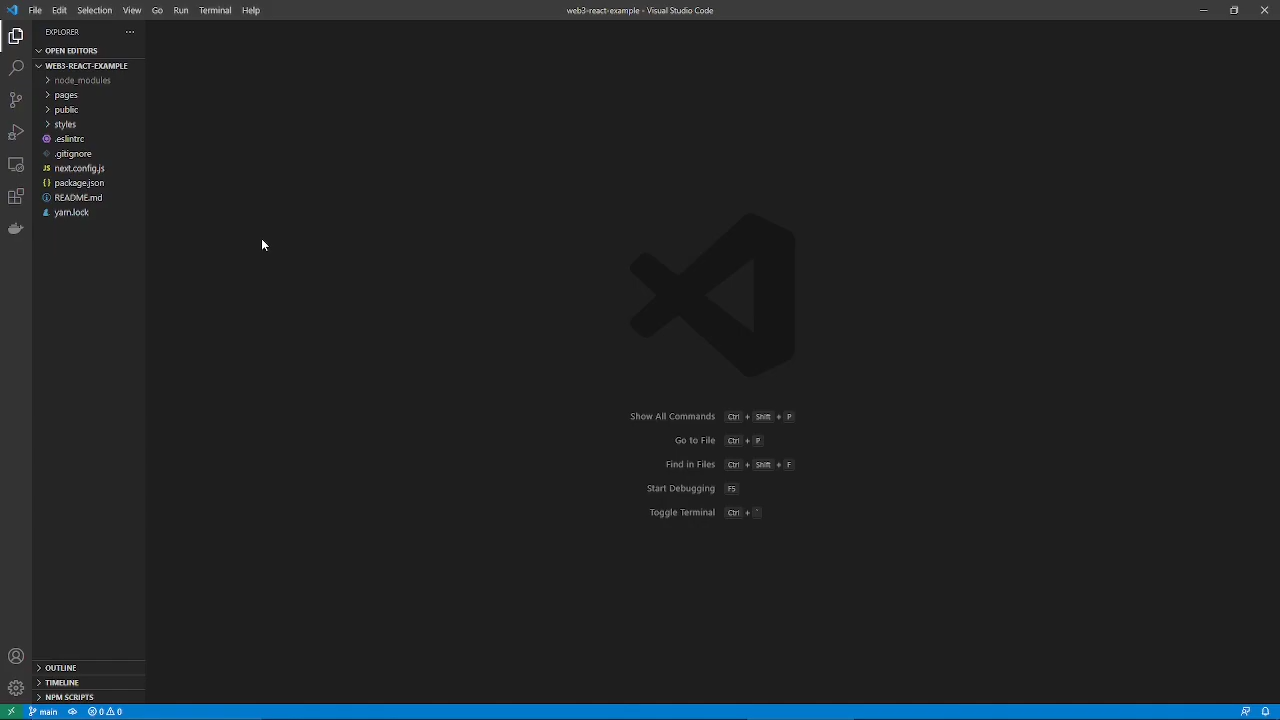 File Edit Selection View Go Run Terminal Help
web3-react-example - Visual Studio Code
EXPLORER
OPEN EDITORS
WEB3-REACT-EXAMPLE
node_modules
pages
public
styles
.eslintrc
.gitignore
next.config.js
package.json
README.md
yarn.lock
Show All Commands Ctrl + Shift + P
Go to File Ctrl + P
Find in Files Ctrl + Shift + F
Start Debugging F5
Toggle Terminal Ctrl + `
OUTLINE
TIMELINE
NPM SCRIPTS
main 0 0